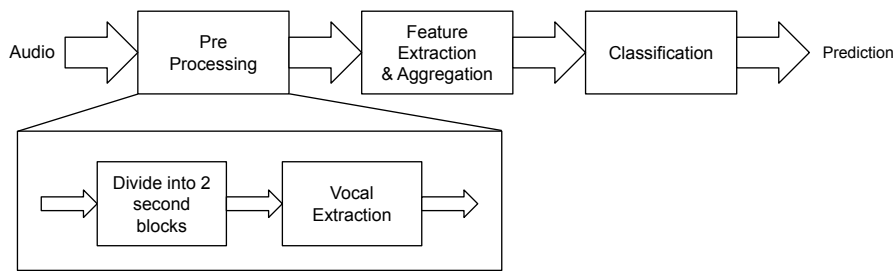 Audio
Pre
Processing
Feature
Extraction
& Aggregation
Classification
Prediction
Divide into 2
second
blocks
Vocal
Extraction